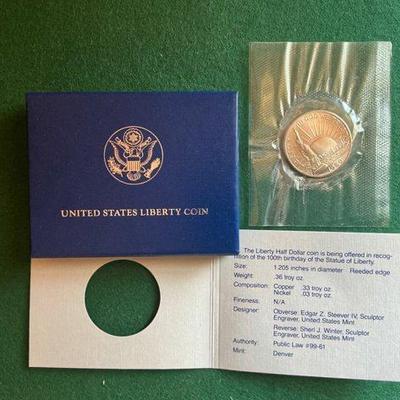 UNITED STATES LIBERTY COIN
The Liberty Half Dollar coin is being offered in recog-
nition of the 100th birthday of the Statue of Liberty.
Size: 1.205 inches in diameter Reeded edge
Weight: .36 troy oz.
Composition: Copper .33 troy oz.
Nickel .03 troy oz.
Fineness: N/A
Designer: Obverse: Edgar Z. Steever IV, Sculptor
Engraver, United States Mint
Reverse: Sherl J. Winter, Sculptor
Engraver, United States Mint
Authority: Public Law #99-61
Mint: Denver